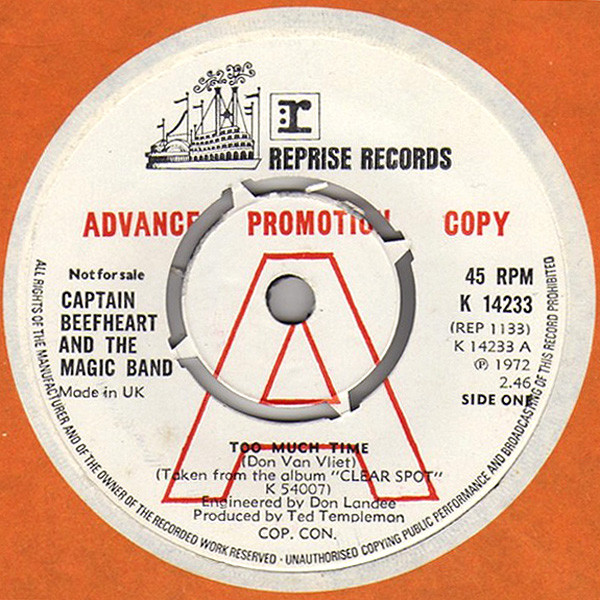 r
REPRISE RECORDS
ADVANCE PROMOTION COPY
Not for sale
CAPTAIN
BEEFHEART
AND THE
MAGIC BAND
Made in UK
45 RPM
K 14233
(REP 1133)
K 14233 A
℗ 1972
2.46
SIDE ONE
A
TOO MUCH TIME
(Don Van Vliet)
(Taken from the album "CLEAR SPOT"
K 54007)
Engineered by Don Landee
Produced by Ted Templeman
COP. CON.
ALL RIGHTS OF THE MANUFACTURER AND OF THE OWNER OF THE RECORDED WORK RESERVED - UNAUTHORISED COPYING PUBLIC PERFORMANCE AND BROADCASTING OF THIS RECORD PROHIBITED